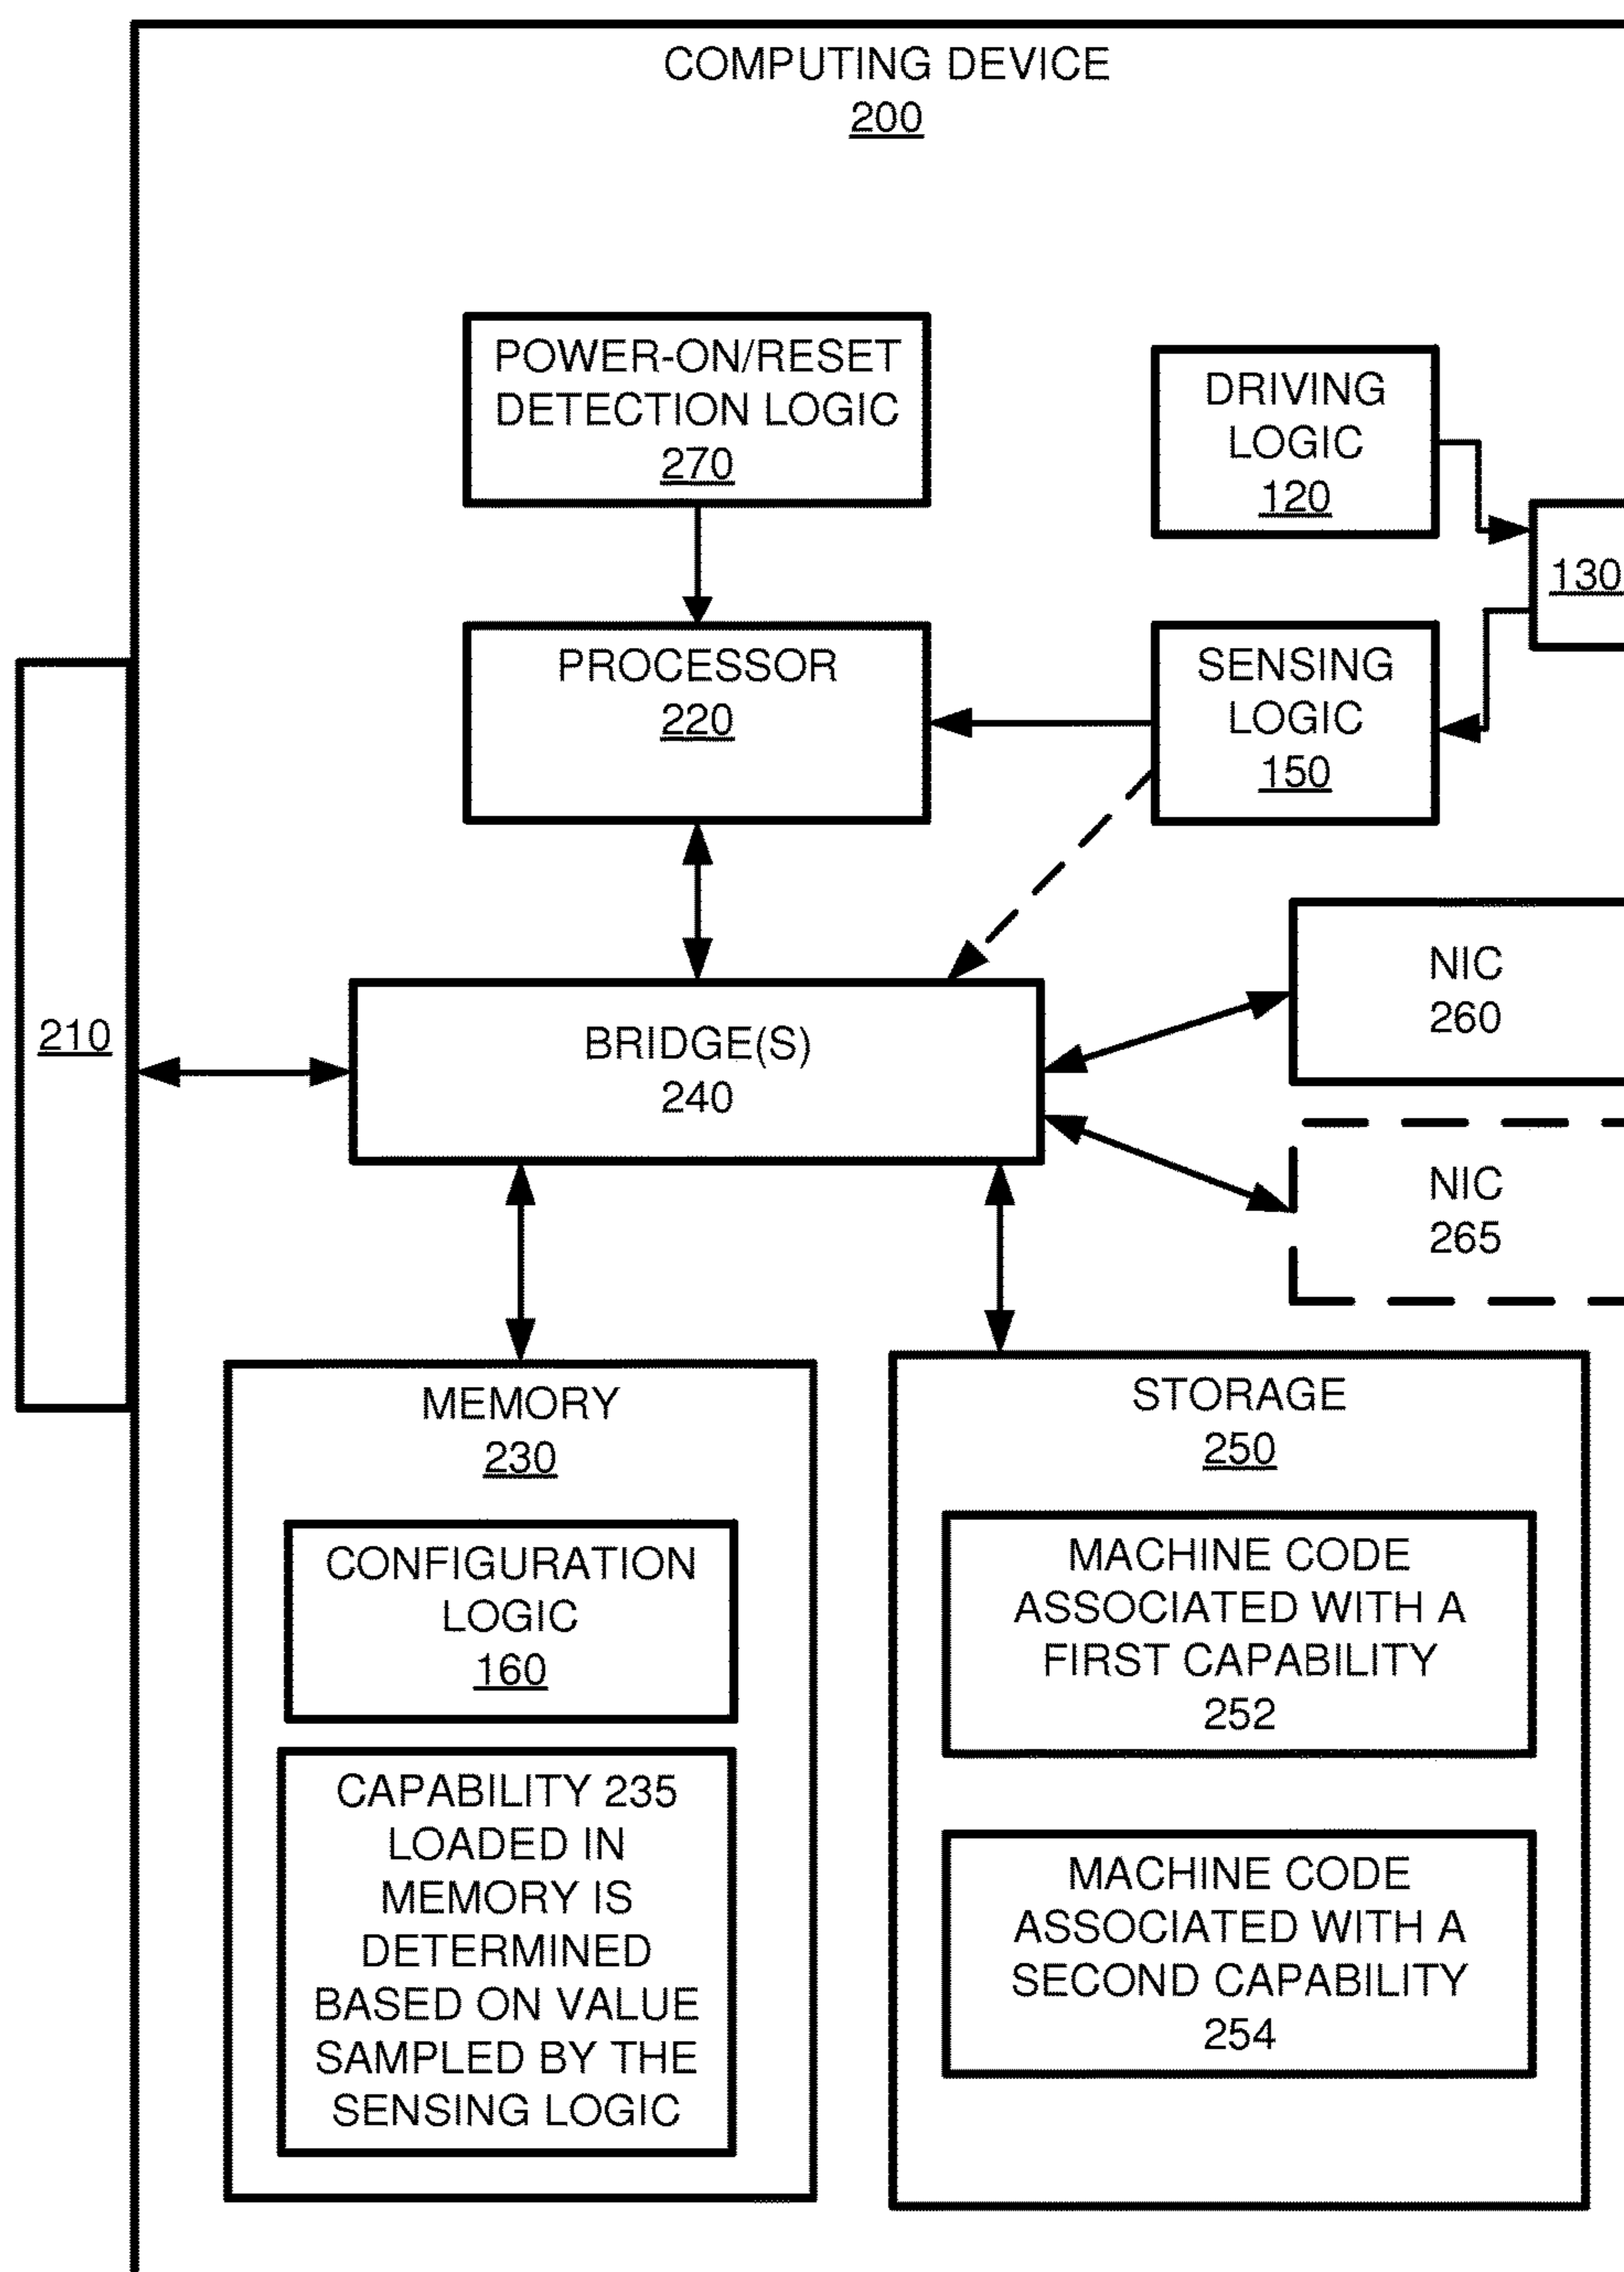 COMPUTING DEVICE
200
POWER-ON/RESET
DETECTION LOGIC
270
DRIVING
LOGIC
120
130
PROCESSOR
220
SENSING
LOGIC
150
210
BRIDGE(S)
240
NIC
260
NIC
265
MEMORY
230
CONFIGURATION
LOGIC
160
CAPABILITY 235
LOADED IN
MEMORY IS
DETERMINED
BASED ON VALUE
SAMPLED BY THE
SENSING LOGIC
STORAGE
250
MACHINE CODE
ASSOCIATED WITH A
FIRST CAPABILITY
252
MACHINE CODE
ASSOCIATED WITH A
SECOND CAPABILITY
254